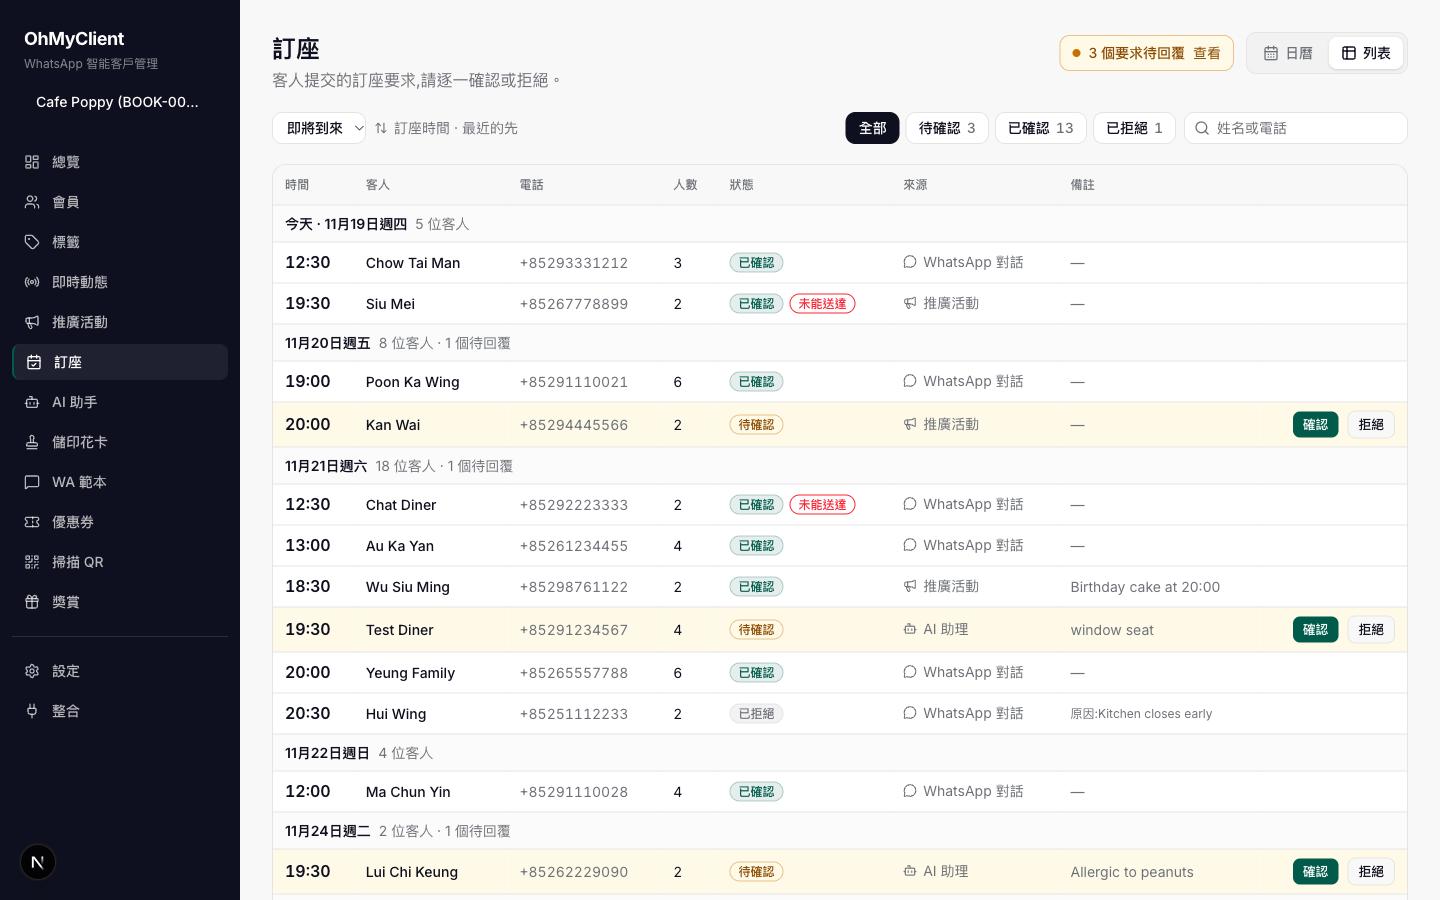 OhMyClient
WhatsApp 智能客戶管理
Cafe Poppy (BOOK-00...
總覽
會員
標籤
即時動態
推廣活動
訂座
AI 助手
儲印花卡
WA 範本
優惠券
掃描 QR
獎賞
設定
整合
N
訂座
客人提交的訂座要求,請逐一確認或拒絕。
3 個要求待回覆 查看
日曆 列表
即將到來 訂座時間 · 最近的先
全部 待確認 3 已確認 13 已拒絕 1 姓名或電話
時間 客人 電話 人數 狀態 來源 備註
今天 · 11月19日週四 5 位客人
12:30 Chow Tai Man +85293331212 3 已確認 WhatsApp 對話 —
19:30 Siu Mei +85267778899 2 已確認 未能送達 推廣活動 —
11月20日週五 8 位客人 · 1 個待回覆
19:00 Poon Ka Wing +85291110021 6 已確認 WhatsApp 對話 —
20:00 Kan Wai +85294445566 2 待確認 推廣活動 — 確認 拒絕
11月21日週六 18 位客人 · 1 個待回覆
12:30 Chat Diner +85292223333 2 已確認 未能送達 WhatsApp 對話 —
13:00 Au Ka Yan +85261234455 4 已確認 WhatsApp 對話 —
18:30 Wu Siu Ming +85298761122 2 已確認 推廣活動 Birthday cake at 20:00
19:30 Test Diner +85291234567 4 待確認 AI 助理 window seat 確認 拒絕
20:00 Yeung Family +85265557788 6 已確認 WhatsApp 對話 —
20:30 Hui Wing +85251112233 2 已拒絕 WhatsApp 對話 原因:Kitchen closes early
11月22日週日 4 位客人
12:00 Ma Chun Yin +85291110028 4 已確認 WhatsApp 對話 —
11月24日週二 2 位客人 · 1 個待回覆
19:30 Lui Chi Keung +85262229090 2 待確認 AI 助理 Allergic to peanuts 確認 拒絕